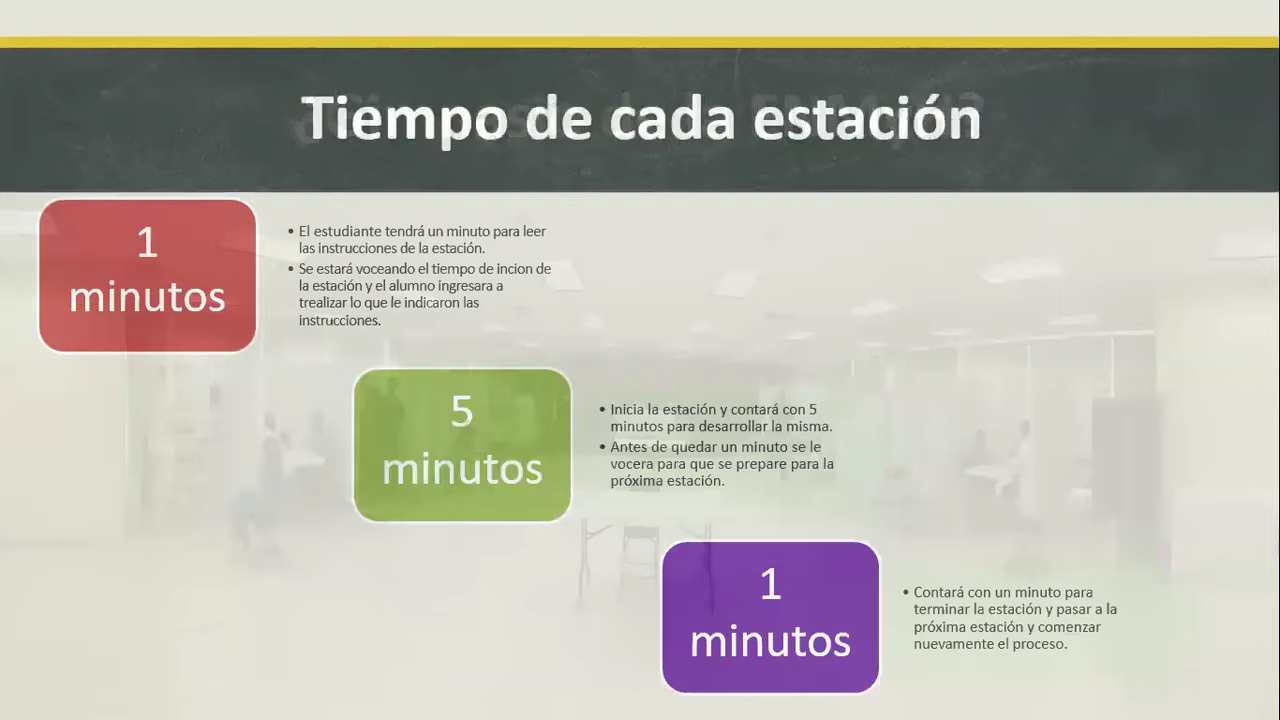 Tiempo de cada estación
1
minutos
• El estudiante tendrá un minuto para leer
las instrucciones de la estación.
• Se estará voceando el tiempo de incion de
la estación y el alumno ingresara a
trealizar lo que le indicaron las
instrucciones.
5
minutos
• Inicia la estación y contará con 5
minutos para desarrollar la misma.
• Antes de quedar un minuto se le
vocera para que se prepare para la
próxima estación.
1
minutos
• Contará con un minuto para
terminar la estación y pasar a la
próxima estación y comenzar
nuevamente el proceso.